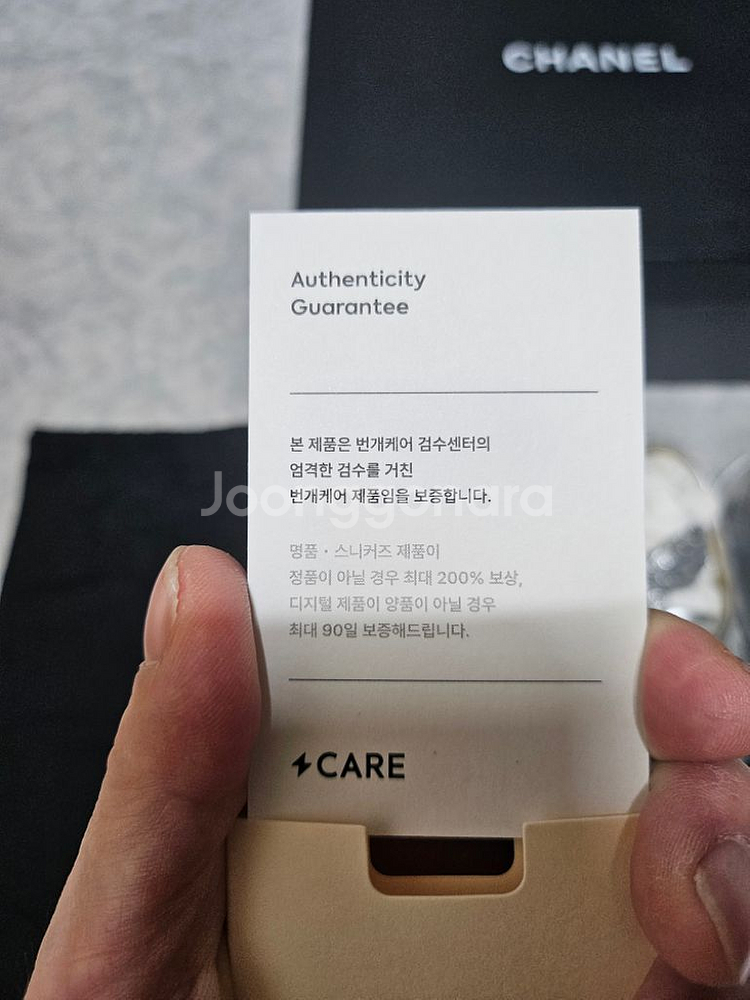 CHANEL
Authenticity
Guarantee
본 제품은 번개케어 검수센터의
엄격한 검수를 거친
번개케어 제품임을 보증합니다.
Joonggonara
명품 · 스니커즈 제품이
정품이 아닐 경우 최대 200% 보상,
디지털 제품이 양품이 아닐 경우
최대 90일 보증해드립니다.
CARE